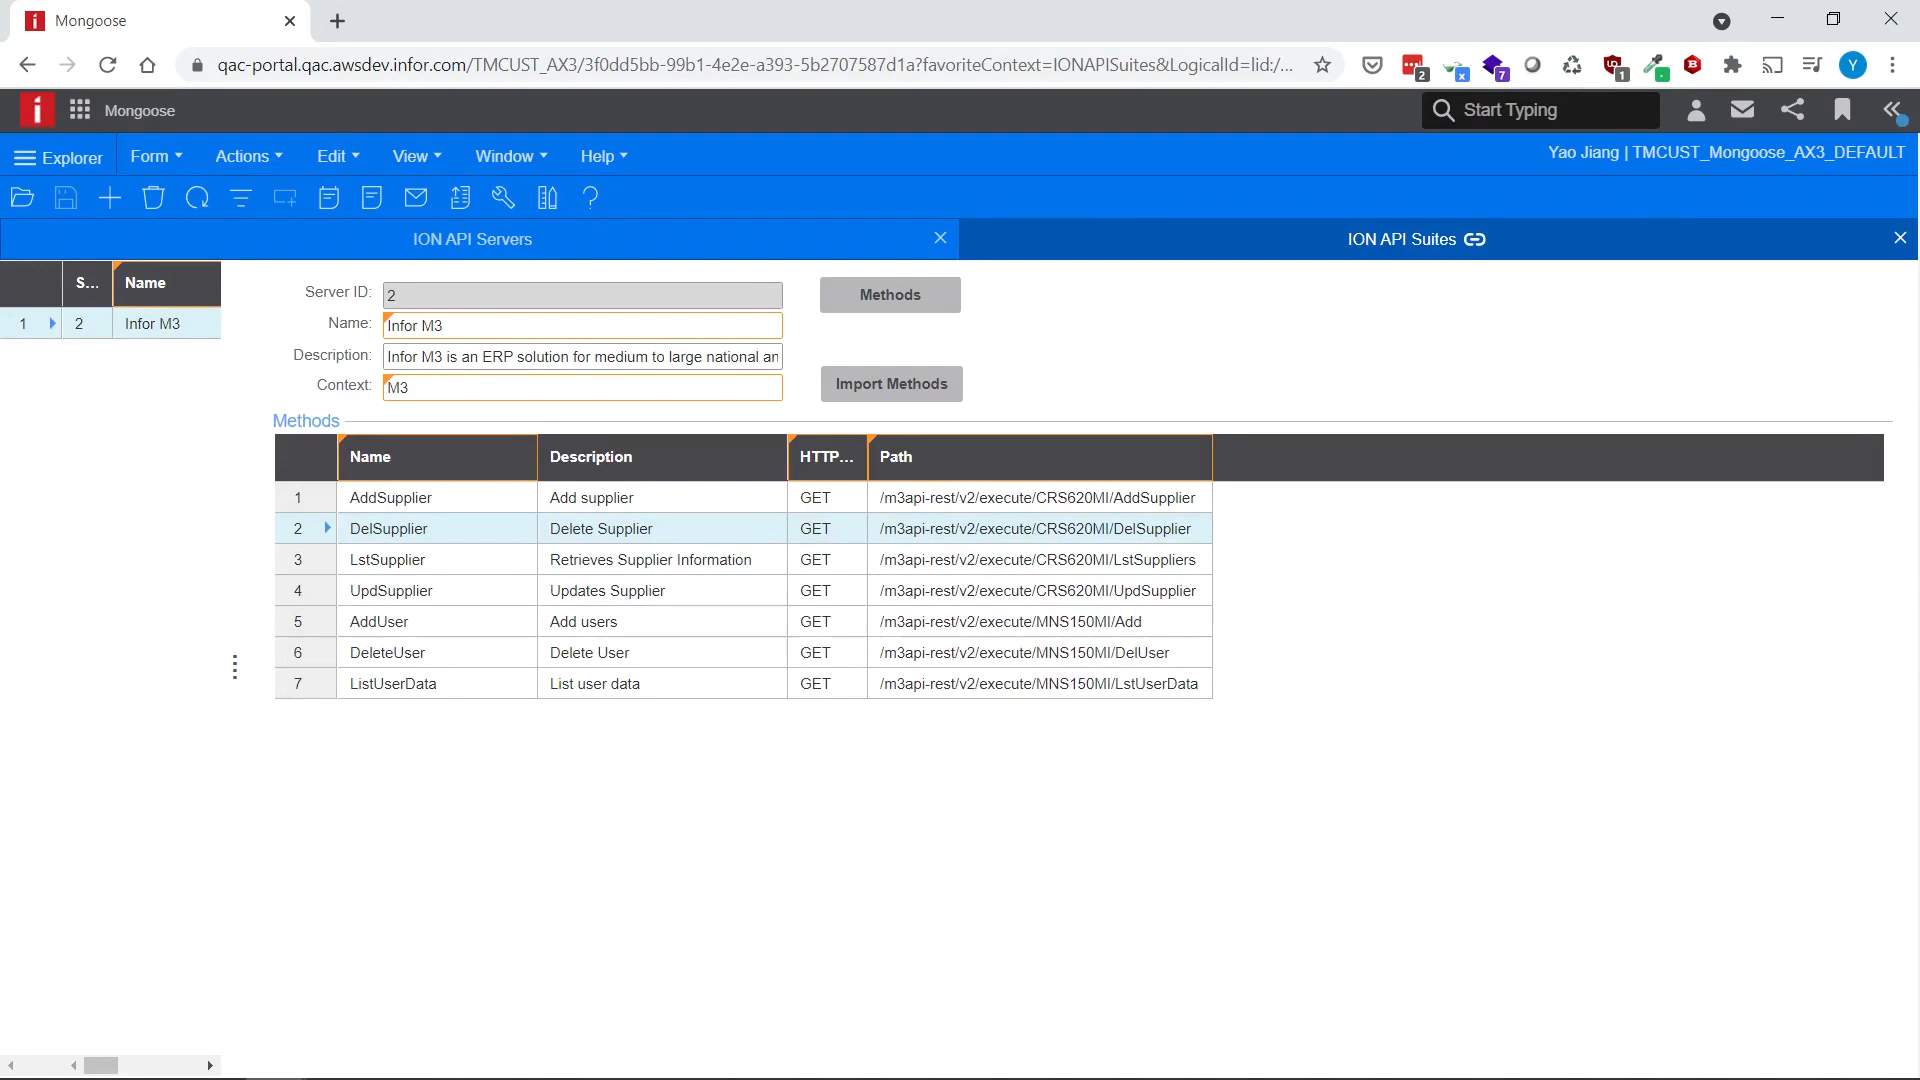 Mongoose
qac-portal.qac.awsdev.infor.com/TMCUST_AX3/3f0dd5bb-99b1-4e2e-a393-5b2707587d1a?favoriteContext=IONAPISuites&LogicalId=lid:/...
2
x
7
1
Y
Mongoose
Start Typing
Explorer
Form
Actions
Edit
View
Window
Help
Yao Jiang | TMCUST_Mongoose_AX3_DEFAULT
ION API Servers
ION API Suites
S... Name
1 2 Infor M3
Server ID: 2
Methods
Name: Infor M3
Description: Infor M3 is an ERP solution for medium to large national an
Context: M3
Import Methods
Methods
Name Description HTTP... Path
1 AddSupplier Add supplier GET /m3api-rest/v2/execute/CRS620MI/AddSupplier
2 DelSupplier Delete Supplier GET /m3api-rest/v2/execute/CRS620MI/DelSupplier
3 LstSupplier Retrieves Supplier Information GET /m3api-rest/v2/execute/CRS620MI/LstSuppliers
4 UpdSupplier Updates Supplier GET /m3api-rest/v2/execute/CRS620MI/UpdSupplier
5 AddUser Add users GET /m3api-rest/v2/execute/MNS150MI/Add
6 DeleteUser Delete User GET /m3api-rest/v2/execute/MNS150MI/DelUser
7 ListUserData List user data GET /m3api-rest/v2/execute/MNS150MI/LstUserData